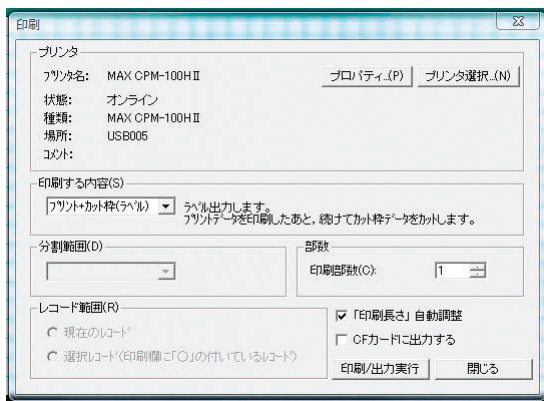 印刷
プリンタ
プリンタ名: MAX CPM-100HⅡ
プロパティ..(P)
プリンタ選択..(N)
状態: オンライン
種類: MAX CPM-100HⅡ
場所: USB005
コメント:
印刷する内容(S)
プリント+カット枠(ラベル)
ラベル出力します。
プリントデータを印刷したあと, 続けてカット枠データをカットします。
分割範囲(D)
部数
印刷部数(C): 1
レコード範囲(R)
現在のレコード
選択レコード(印刷欄に「○」の付いているレコード)
「印刷長さ」自動調整
CFカードに出力する
印刷/出力実行
閉じる